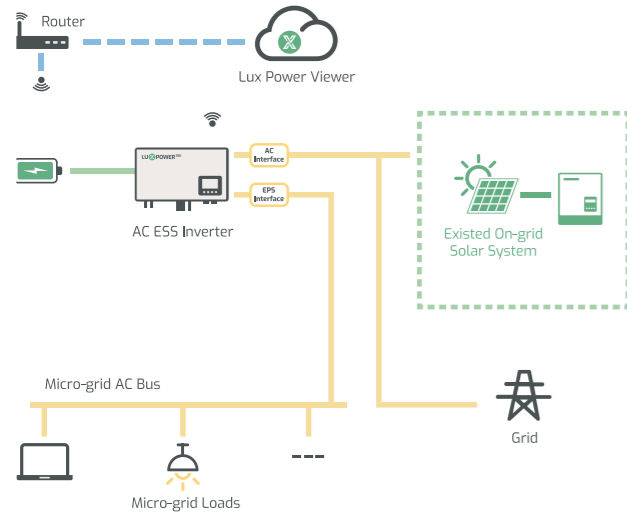 Router
Lux Power Viewer
LUXPOWER
AC
Interface
EPS
Interface
AC ESS Inverter
Existed On-grid
Solar System
Micro-grid AC Bus
Grid
Micro-grid Loads